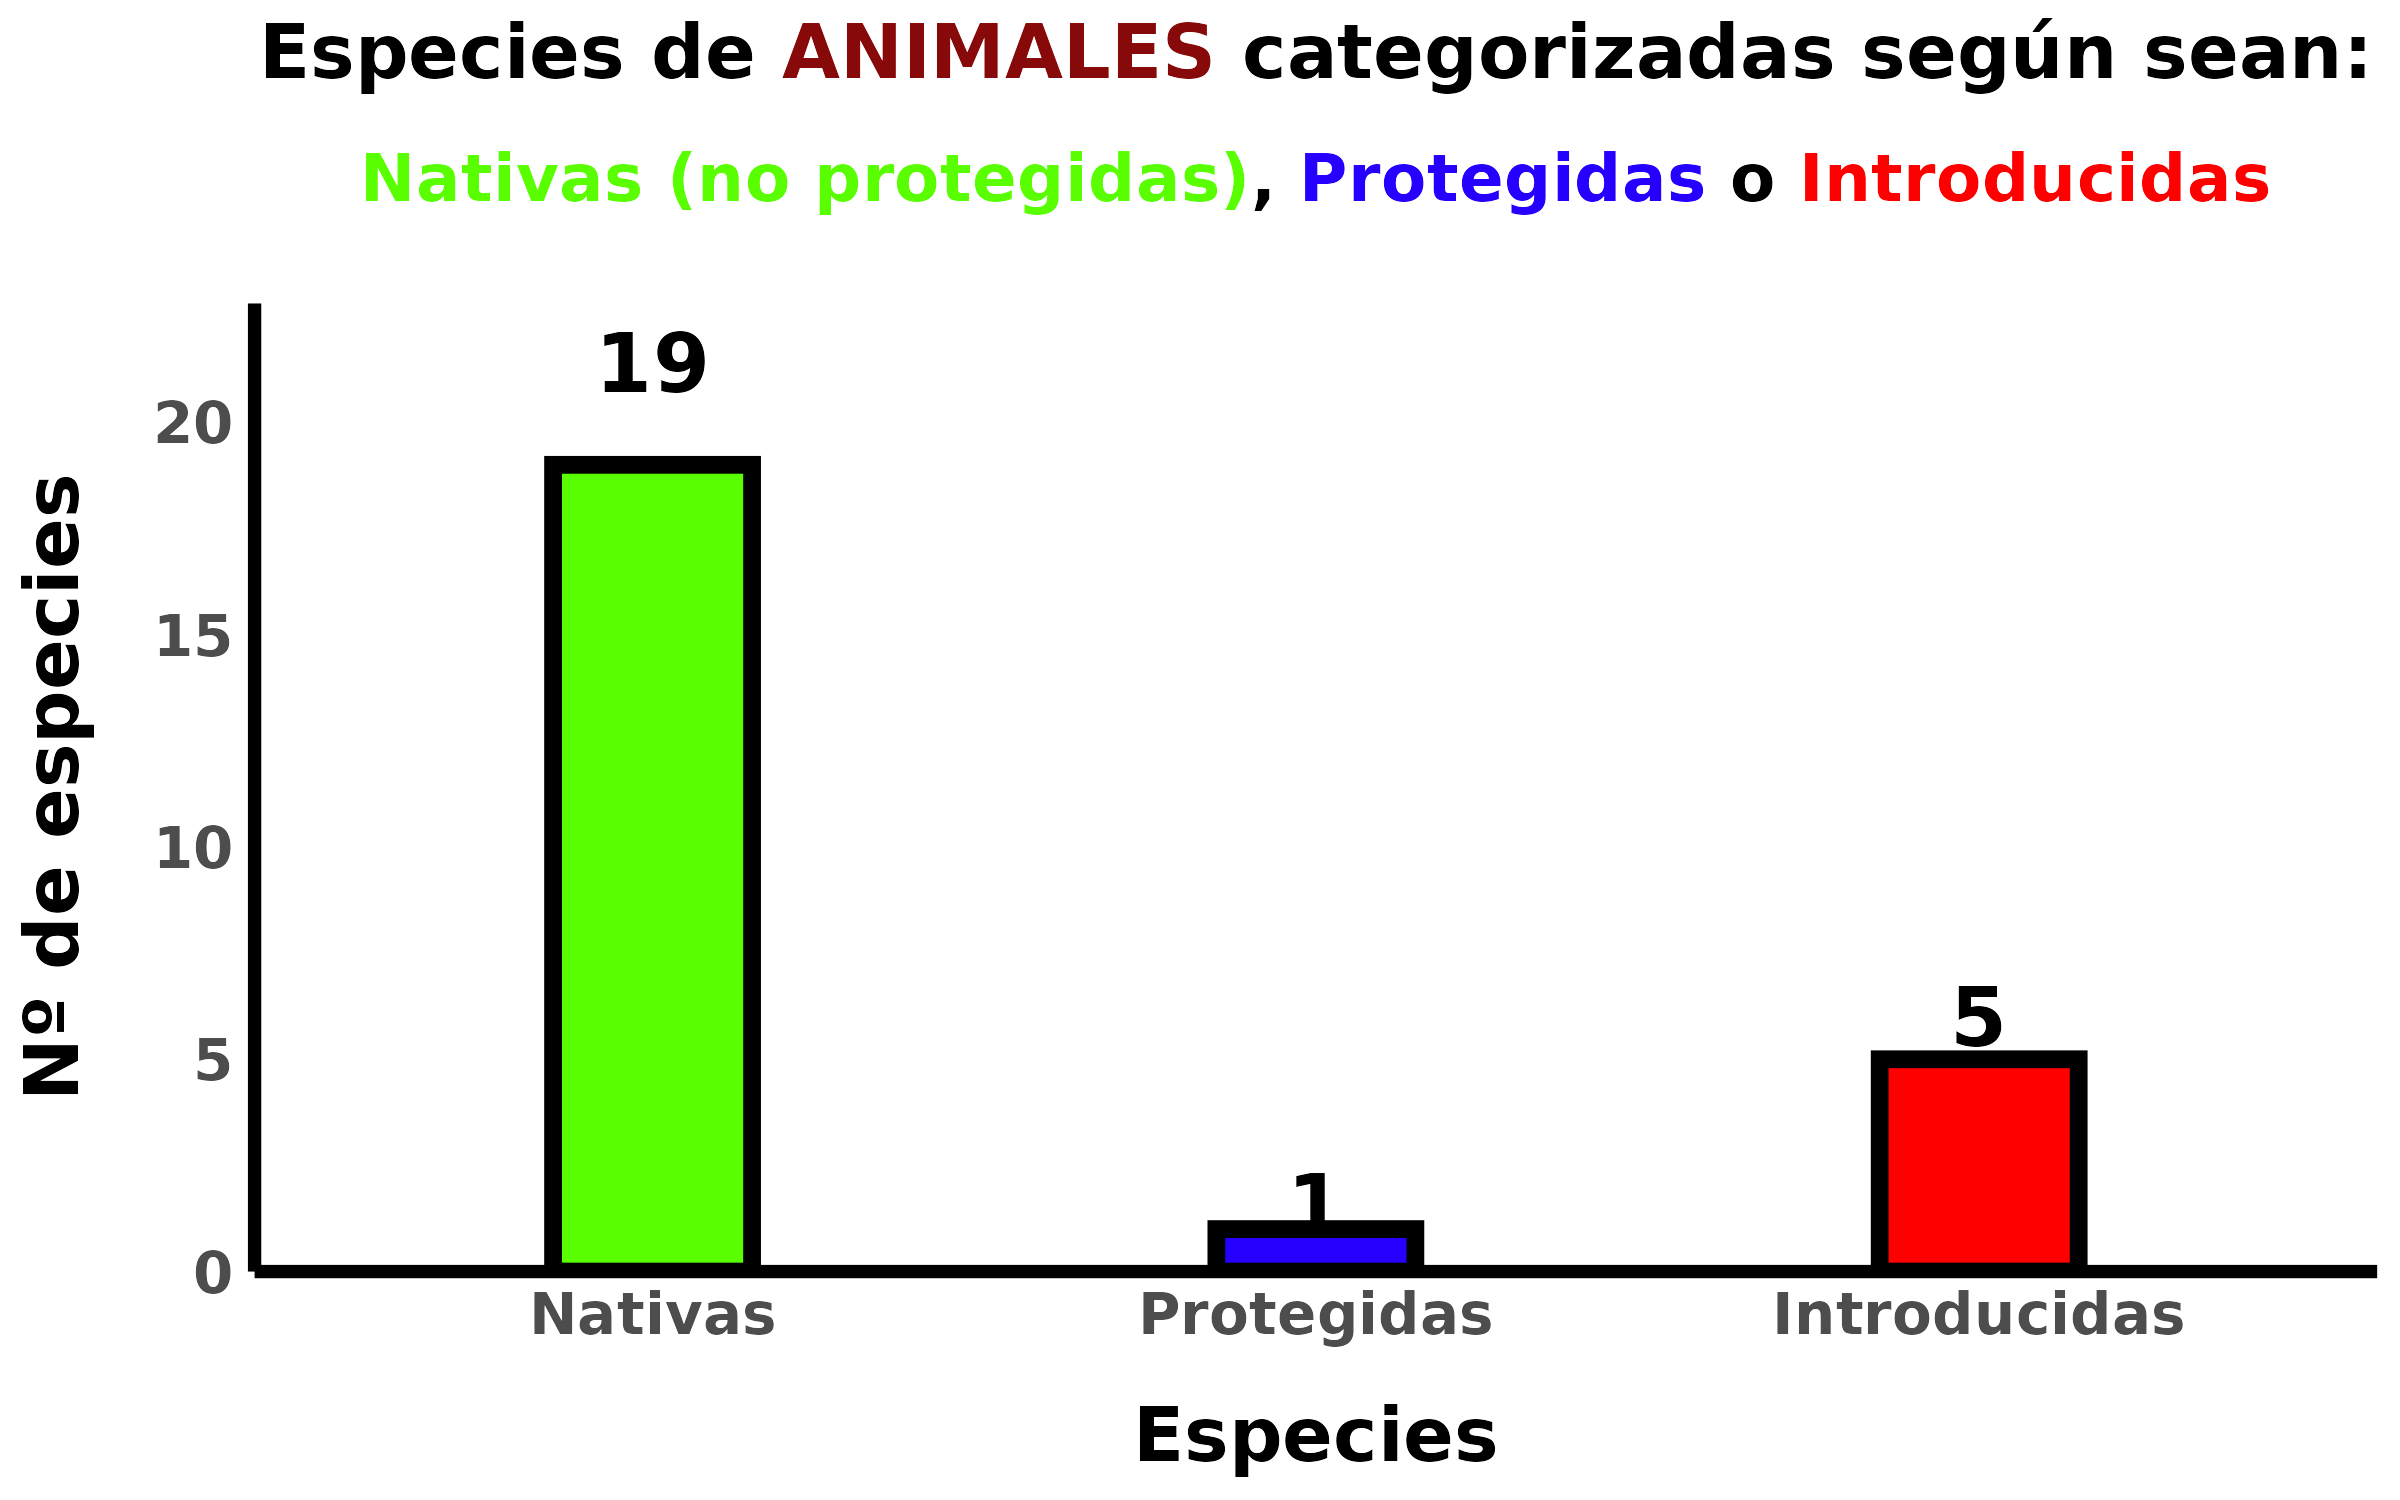 Especies de ANIMALES categorizadas según sean:
Nativas (no protegidas), Protegidas o Introducidas
Nº de especies
20
15
10
5
0
19
1
5
Nativas
Protegidas
Introducidas
Especies